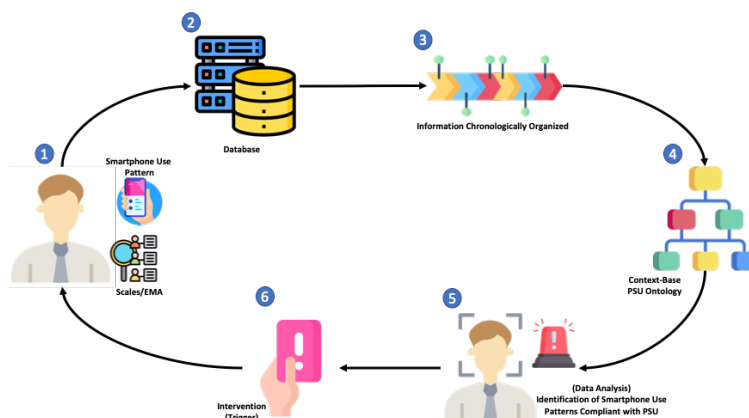 1
Smartphone Use
Pattern
Scales/EMA
2
Database
3
Information Chronologically Organized
4
Context-Base
PSU Ontology
5
(Data Analysis)
Identification of Smartphone Use
Patterns Compliant with PSU
6
Intervention
(Trigger)